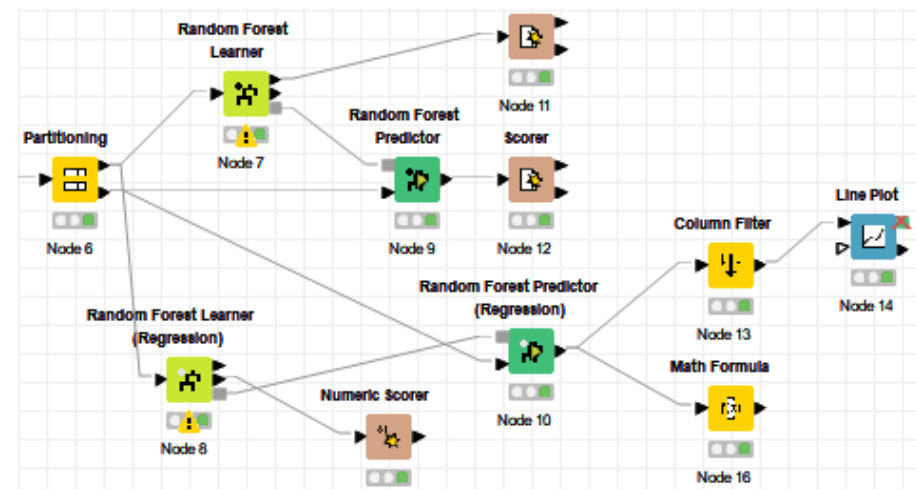 Random Forest
Learner
Node 11
Node 7
Random Forest
Predictor
Scorer
Partitioning
Node 6
Node 9
Node 12
Line Plot
Column Filter
Node 14
Random Forest Predictor
(Regression)
Node 13
Random Forest Learner
(Regression)
Math Formula
Node 10
Numeric Scorer
Node 8
Node 16